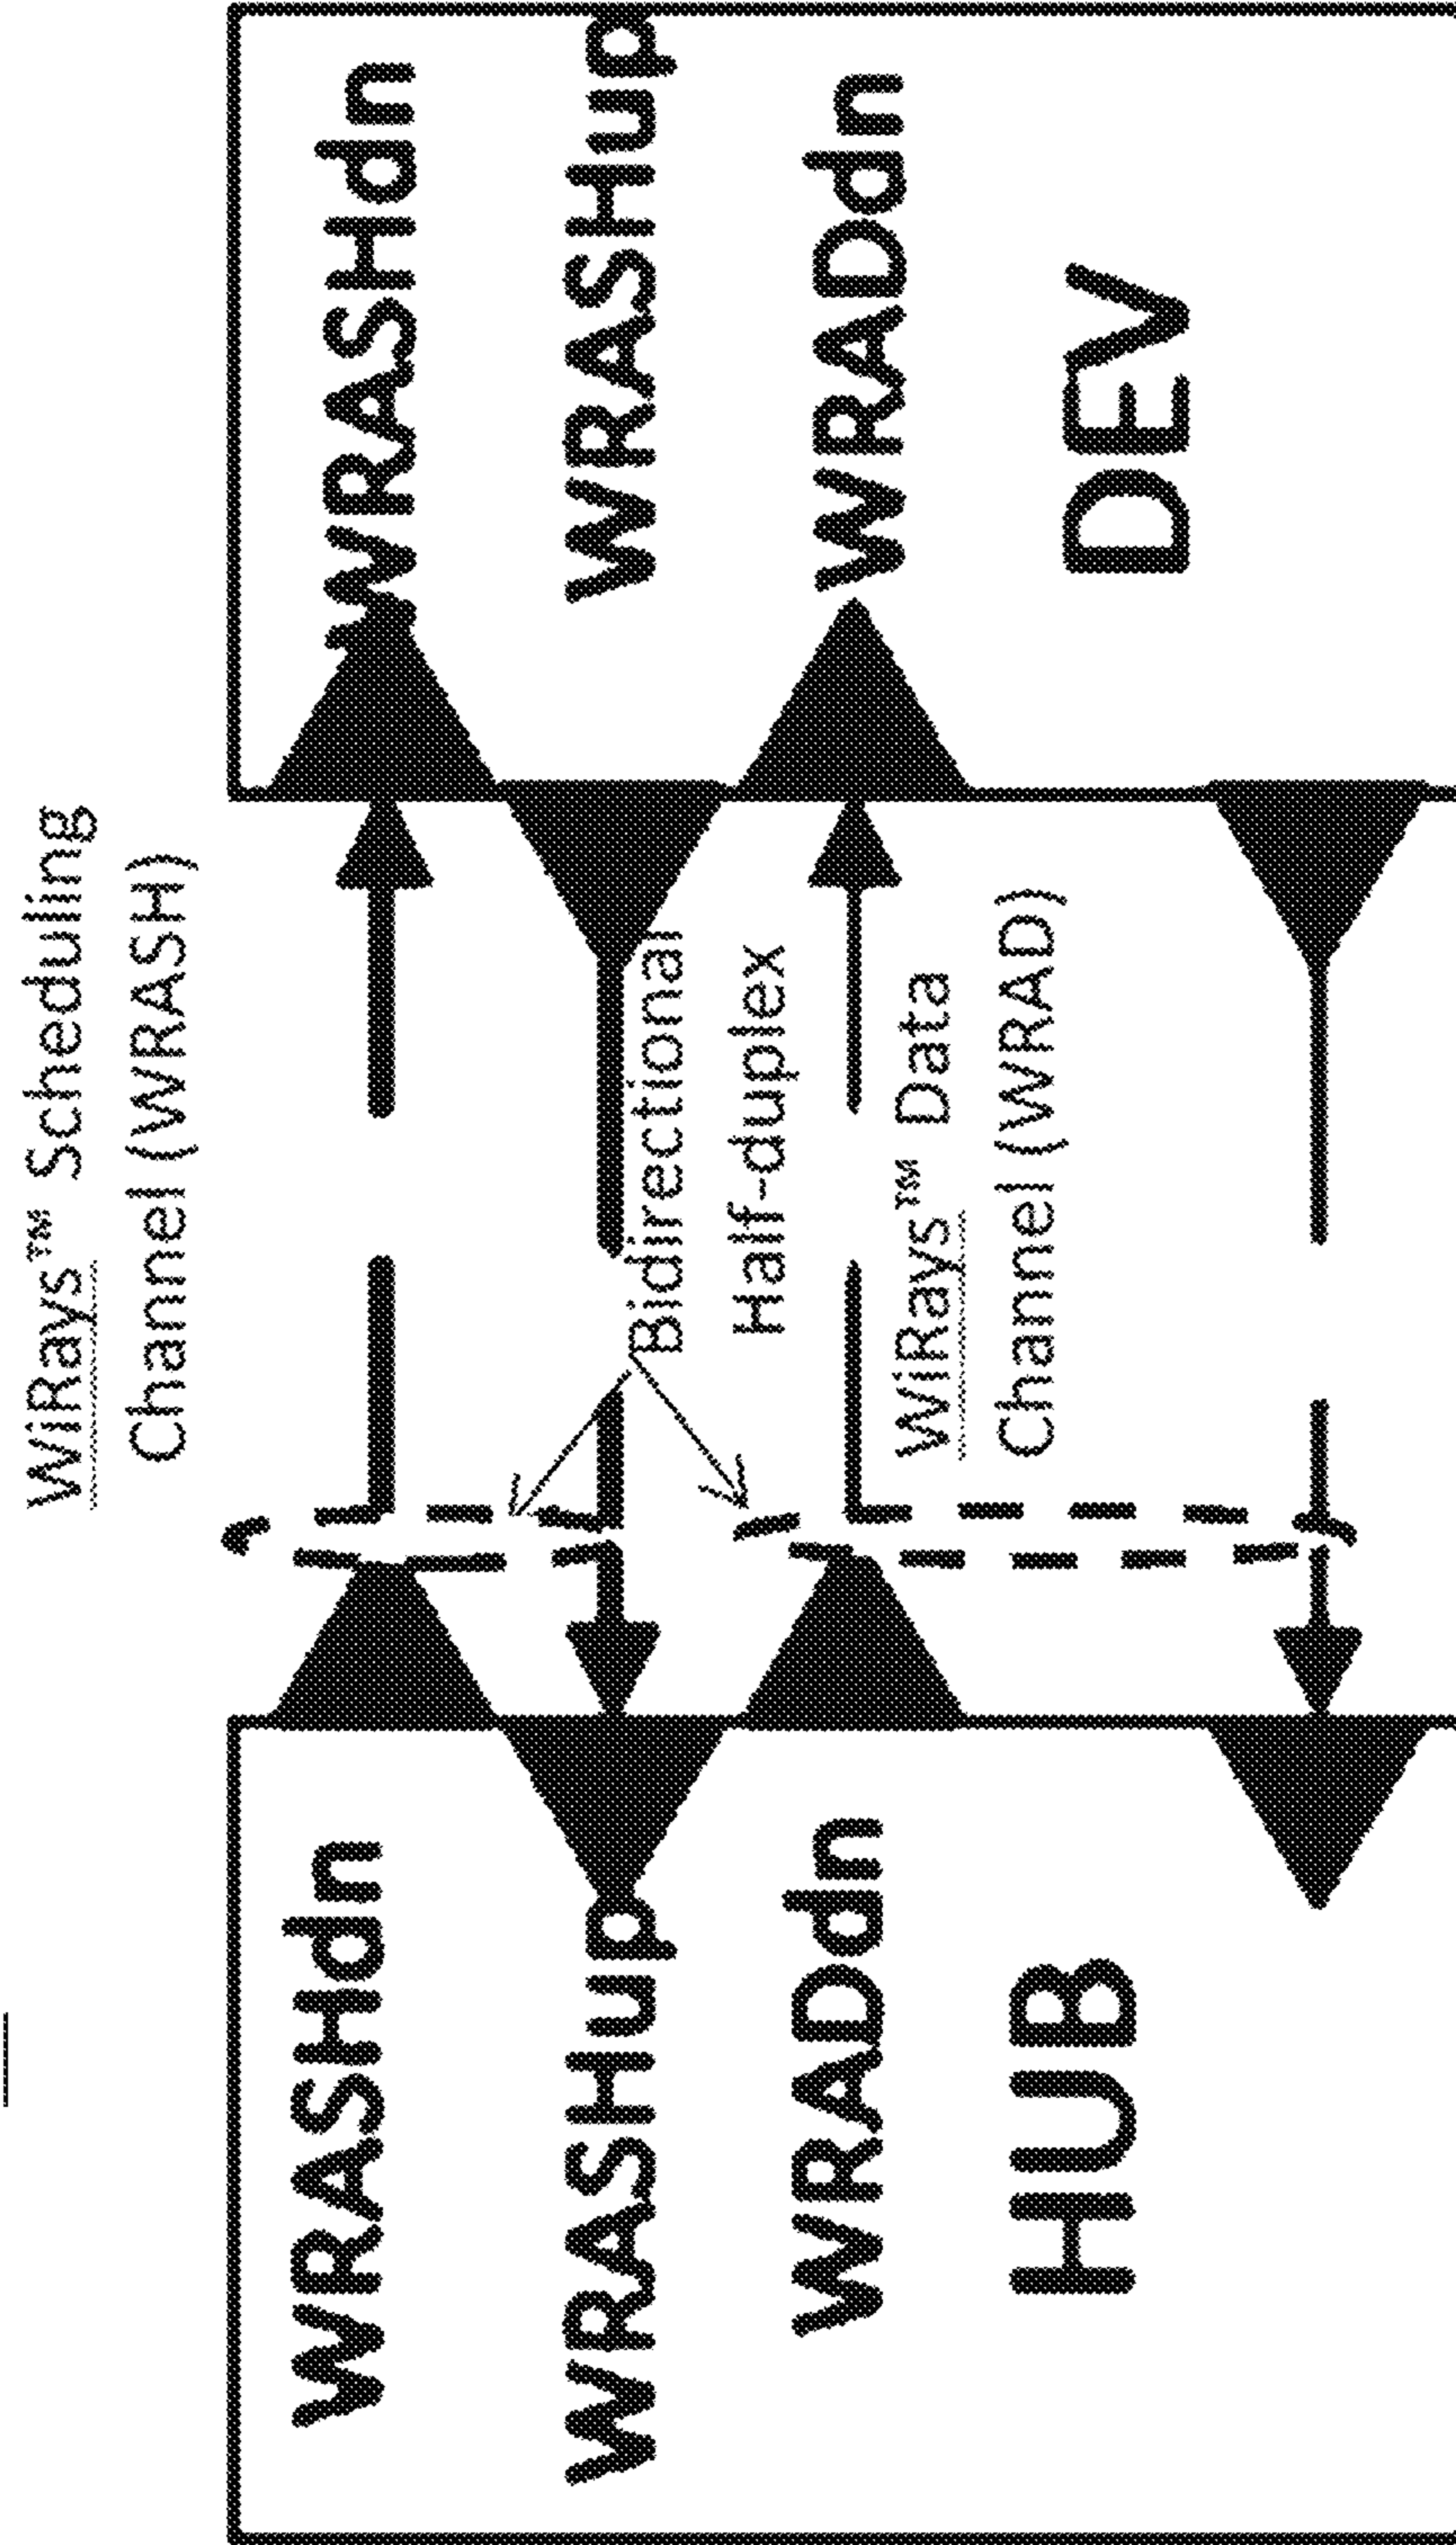 WiRays™ Scheduling
Channel (WRASH)
WRASHdn
WRASHup
WRADdn
HUB
Bidirectional
Half-duplex
WiRays™ Data
Channel (WRAD)
WRASHdn
WRASHup
WRADdn
DEV